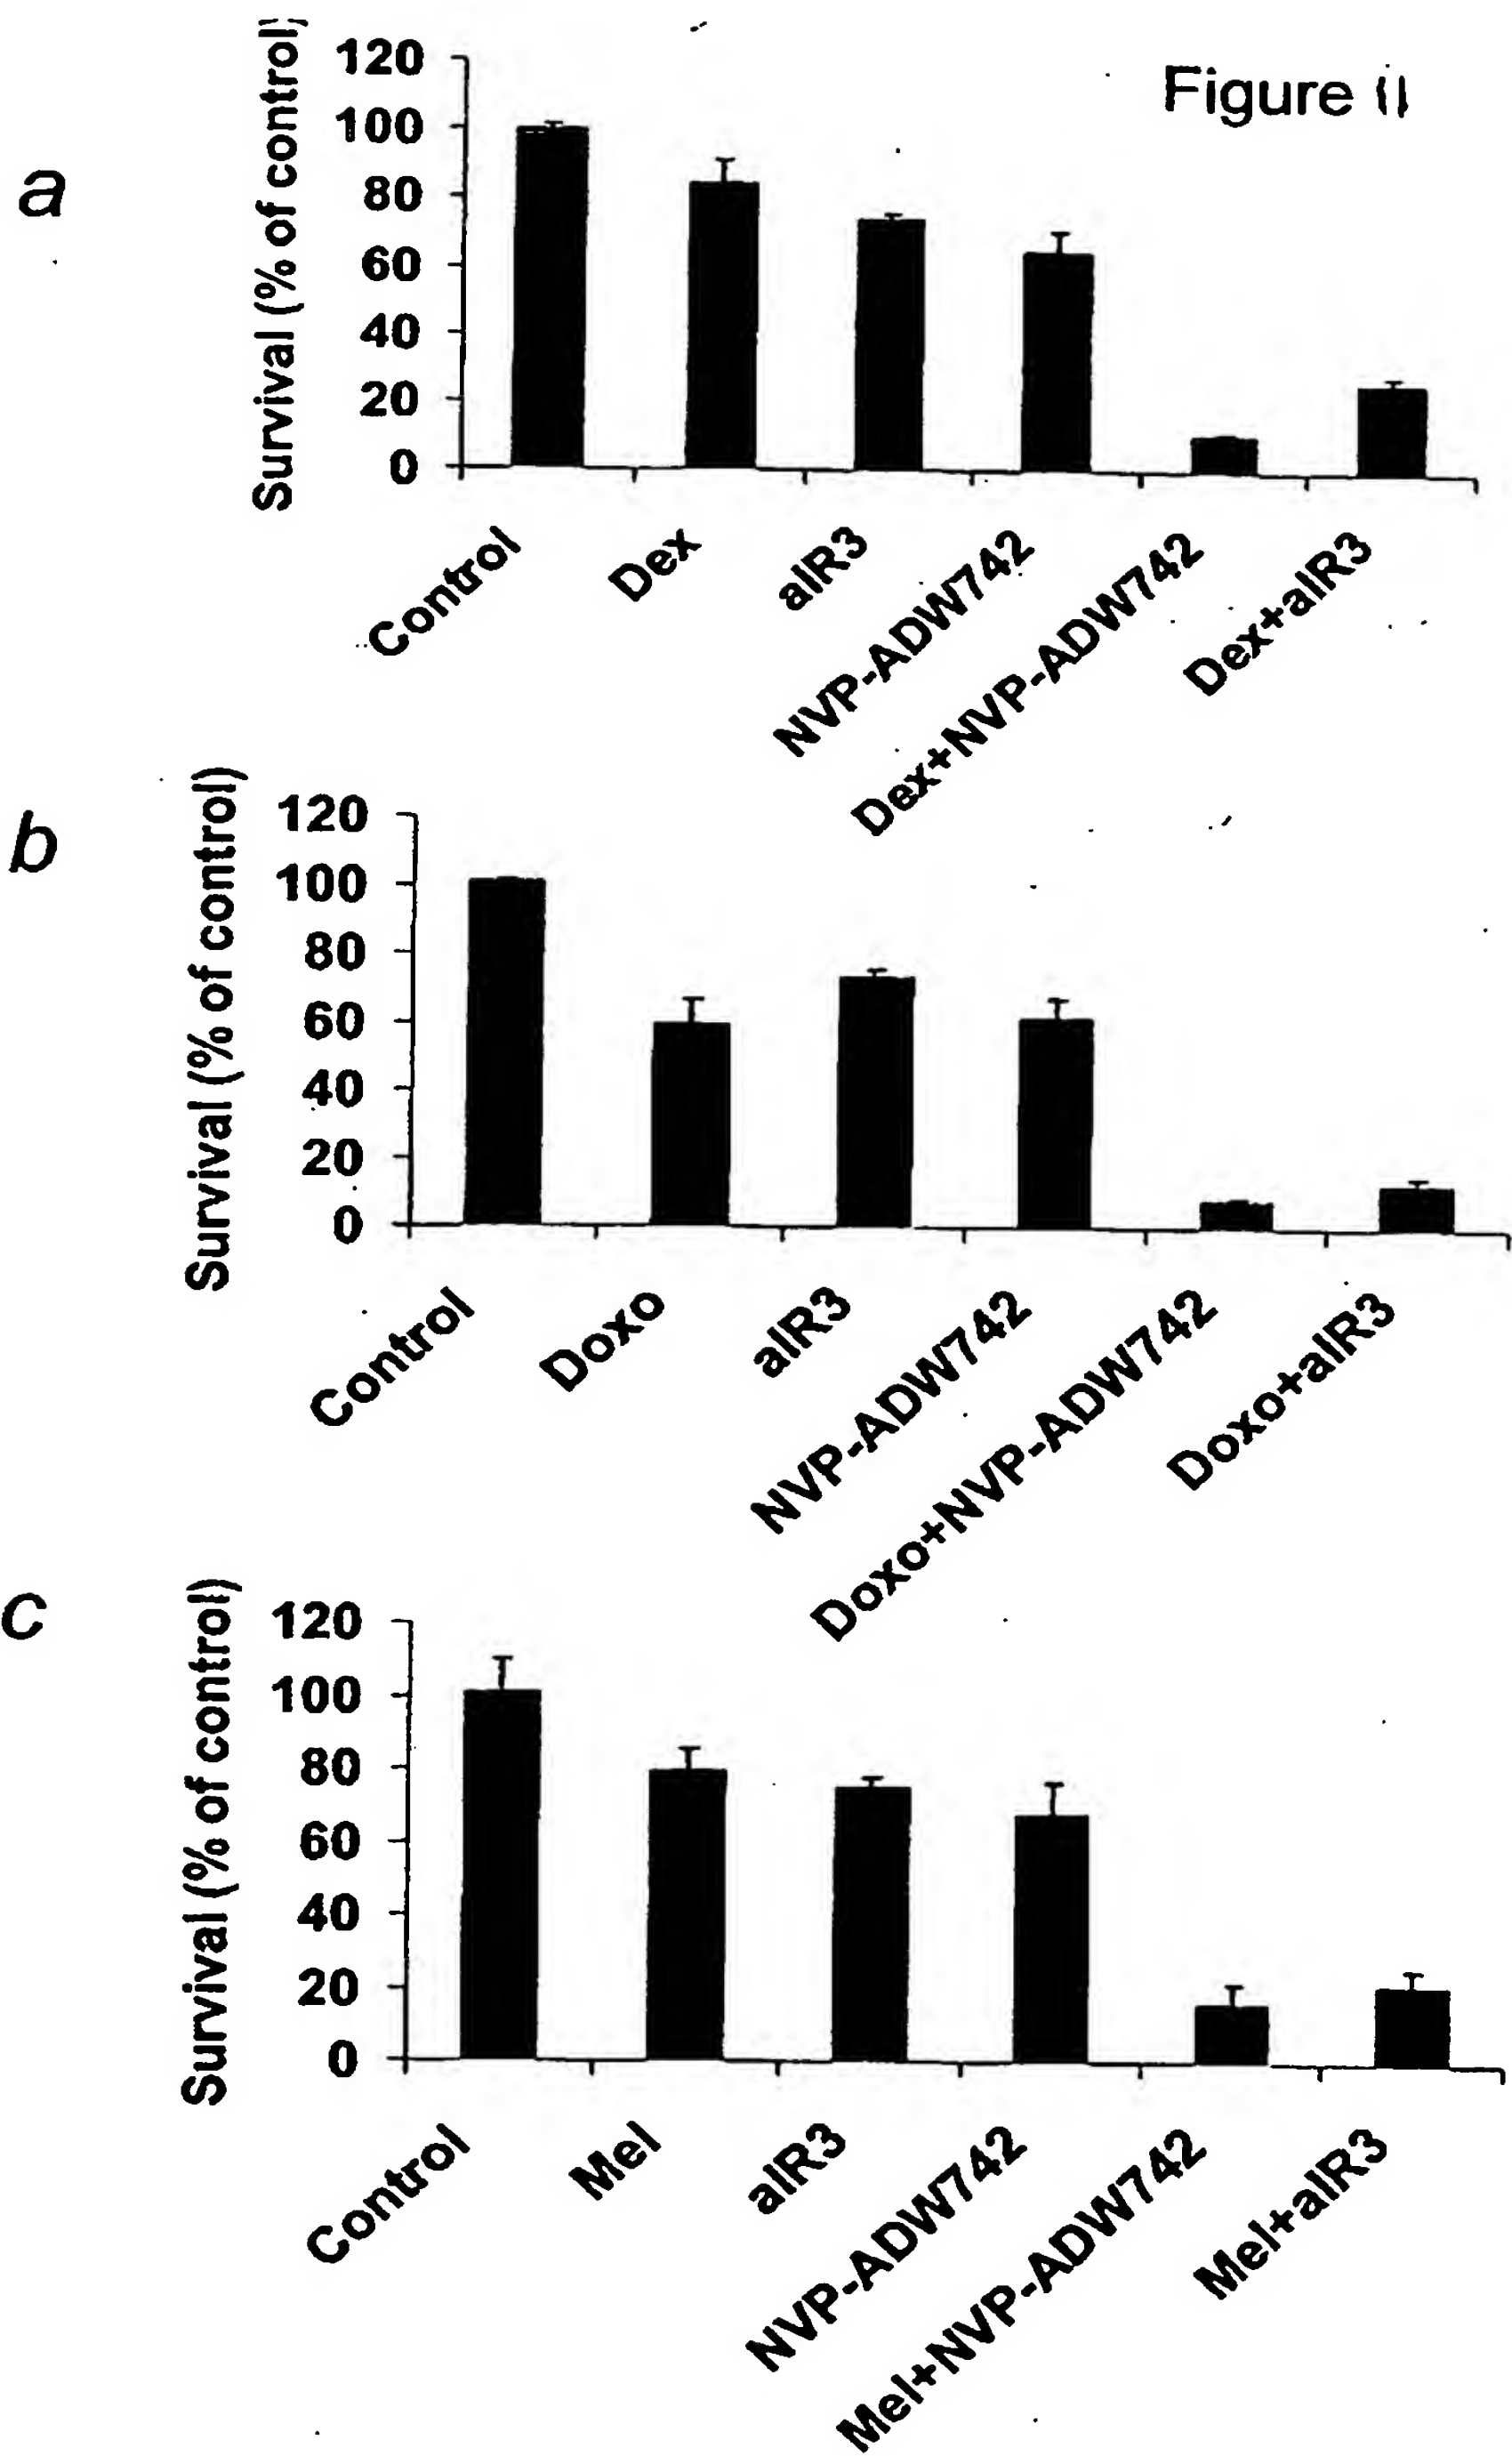 Figure 11
a
Survival (% of control)
120
100
80
60
40
20
0
Control
Dex
aIR3
NVP-ADW742
Dex+NVP-ADW742
Dex+aIR3
b
Survival (% of control)
120
100
80
60
40
20
0
Control
Doxo
aIR3
NVP-ADW742
Doxo+NVP-ADW742
Doxo+aIR3
c
Survival (% of control)
120
100
80
60
40
20
0
Control
Mel
aIR3
NVP-ADW742
Mel+NVP-ADW742
Mel+aIR3